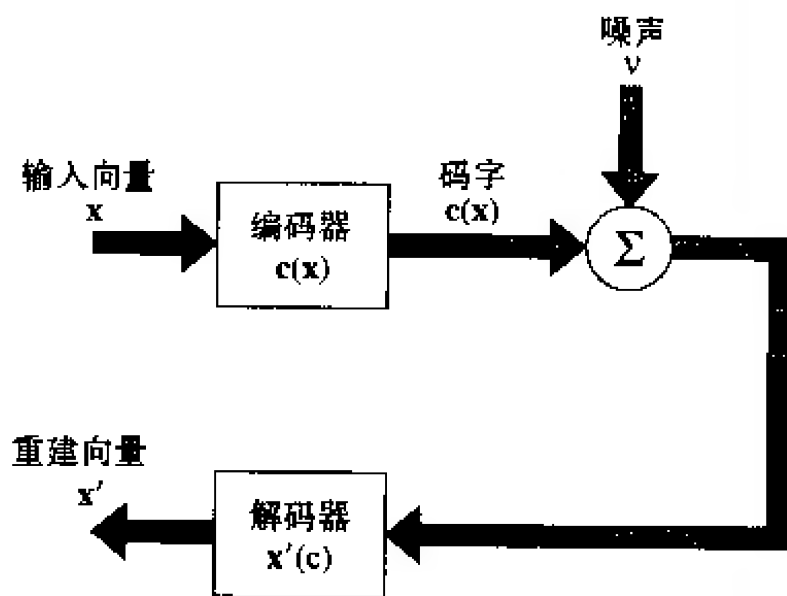 噪声
ν
输入向量
x
编码器
c(x)
码字
c(x)
Σ
重建向量
x′
解码器
x′(c)